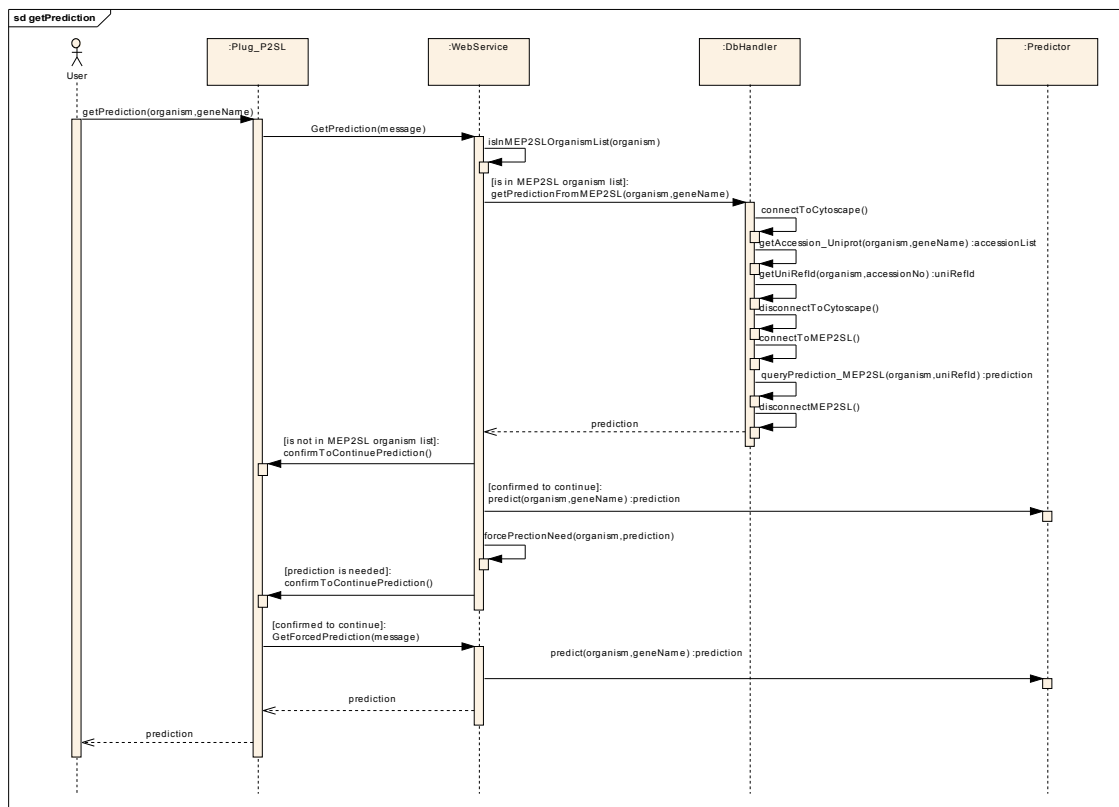 sd getPrediction
:Plug_P2SL
:WebService
:DbHandler
:Predictor
User
getPrediction(organism,geneName)
GetPrediction(message)
isInMEP2SLOrganismList(organism)
[is in MEP2SL organism list]:
getPredictionFromMEP2SL(organism,geneName)
connectToCytoscape()
getAccession_Uniprot(organism,geneName) :accessionList
getUniRefId(organism,accessionNo) :uniRefId
disconnectToCytoscape()
connectToMEP2SL()
queryPrediction_MEP2SL(organism,uniRefId) :prediction
disconnectMEP2SL()
prediction
[is not in MEP2SL organism list]:
confirmToContinuePrediction()
[confirmed to continue]:
predict(organism,geneName) :prediction
forcePrectionNeed(organism,prediction)
[prediction is needed]:
confirmToContinuePrediction()
[confirmed to continue]:
GetForcedPrediction(message)
predict(organism,geneName) :prediction
prediction
prediction